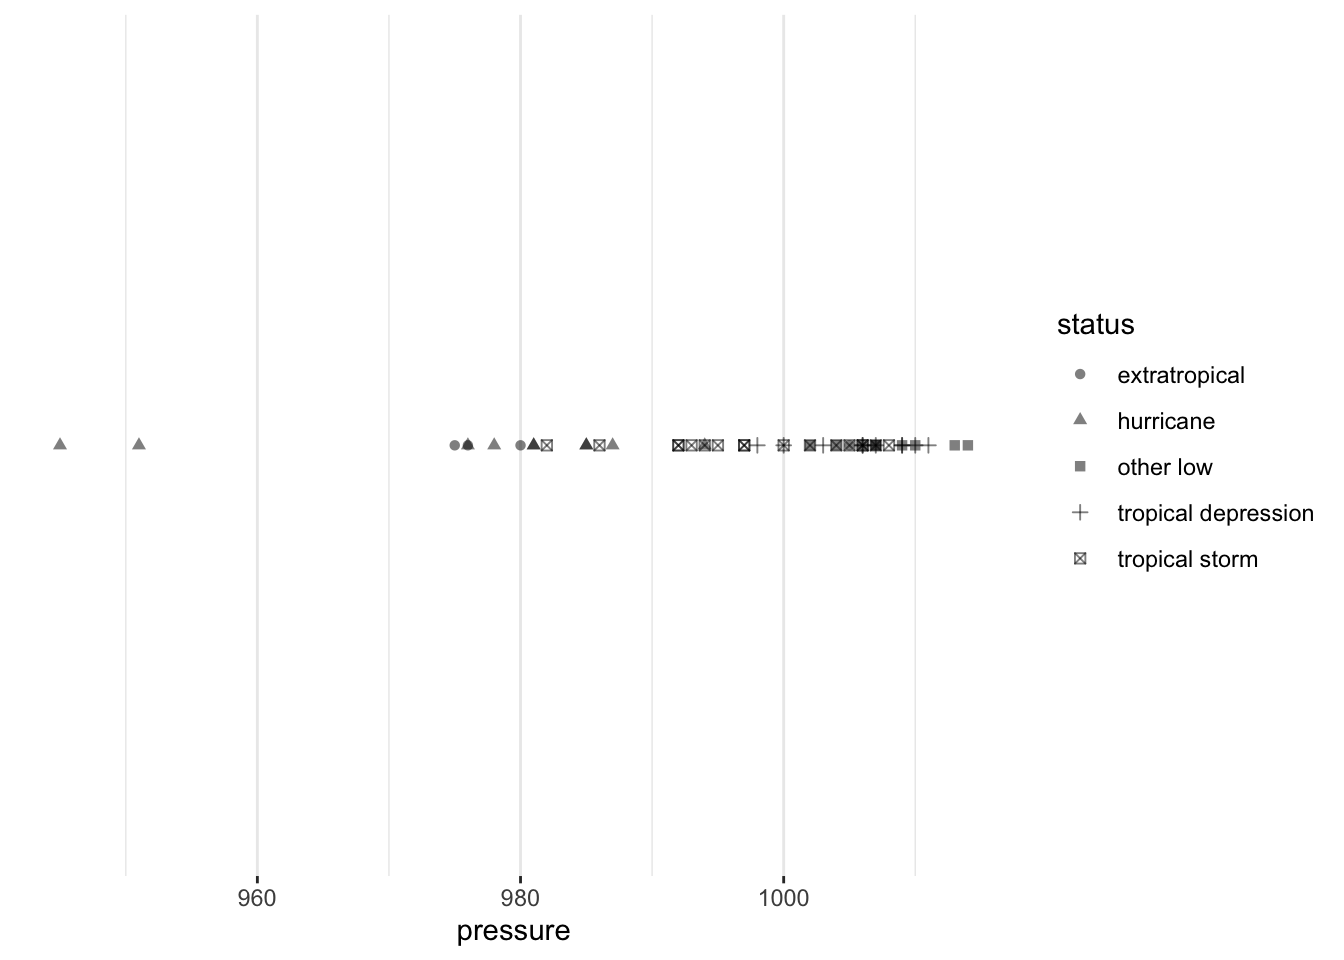 status
extratropical
hurricane
other low
tropical depression
tropical storm
960
980
1000
pressure